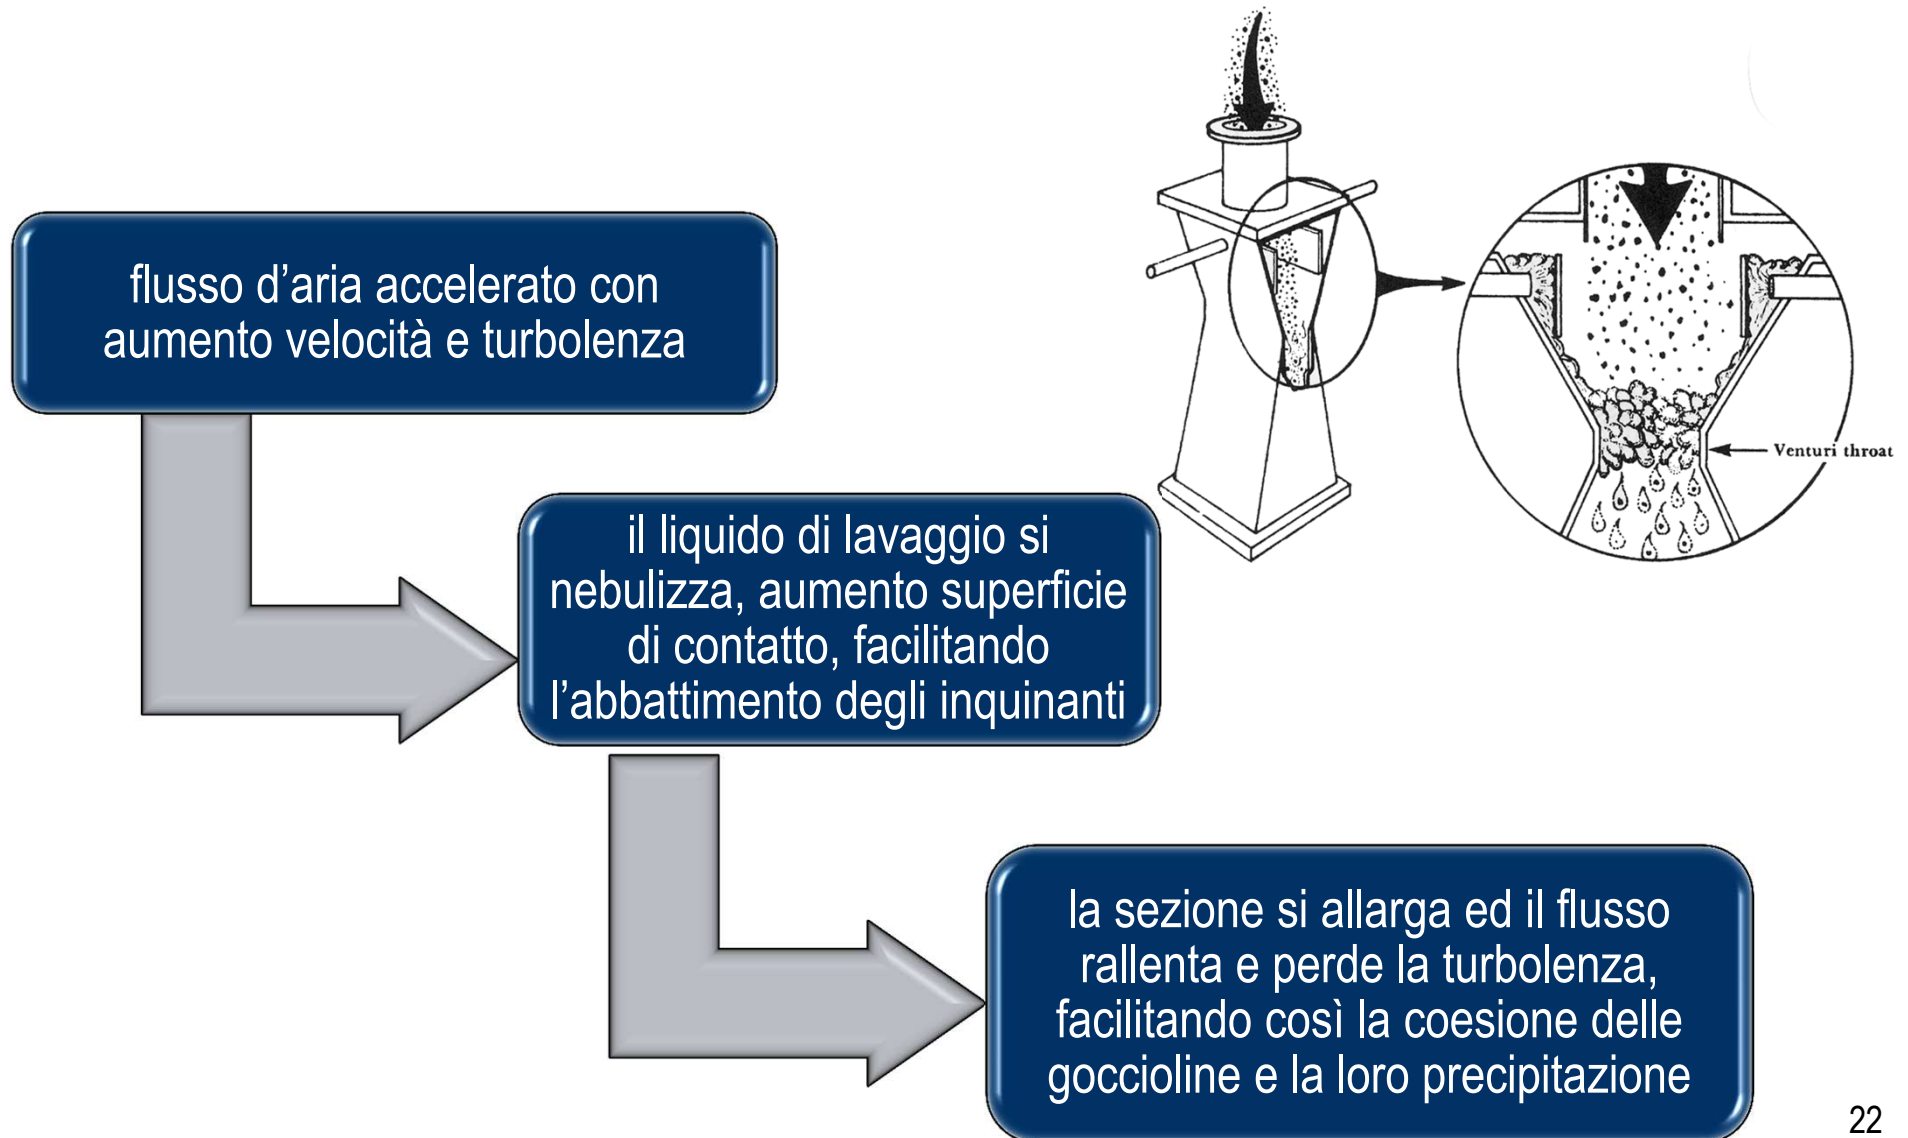 flusso d’aria accelerato con
aumento velocità e turbolenza
Venturi throat
il liquido di lavaggio si
nebulizza, aumento superficie
di contatto, facilitando
l’abbattimento degli inquinanti
la sezione si allarga ed il flusso
rallenta e perde la turbolenza,
facilitando così la coesione delle
goccioline e la loro precipitazione
22